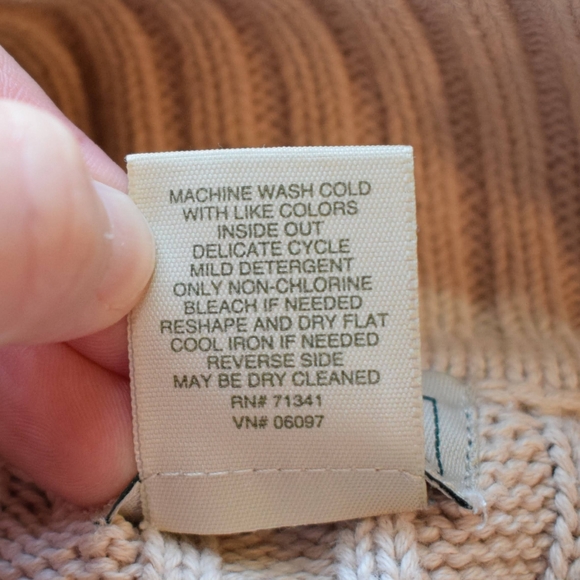 MACHINE WASH COLD
WITH LIKE COLORS
INSIDE OUT
DELICATE CYCLE
MILD DETERGENT
ONLY NON-CHLORINE
BLEACH IF NEEDED
RESHAPE AND DRY FLAT
COOL IRON IF NEEDED
REVERSE SIDE
MAY BE DRY CLEANED
RN# 71341
VN# 06097